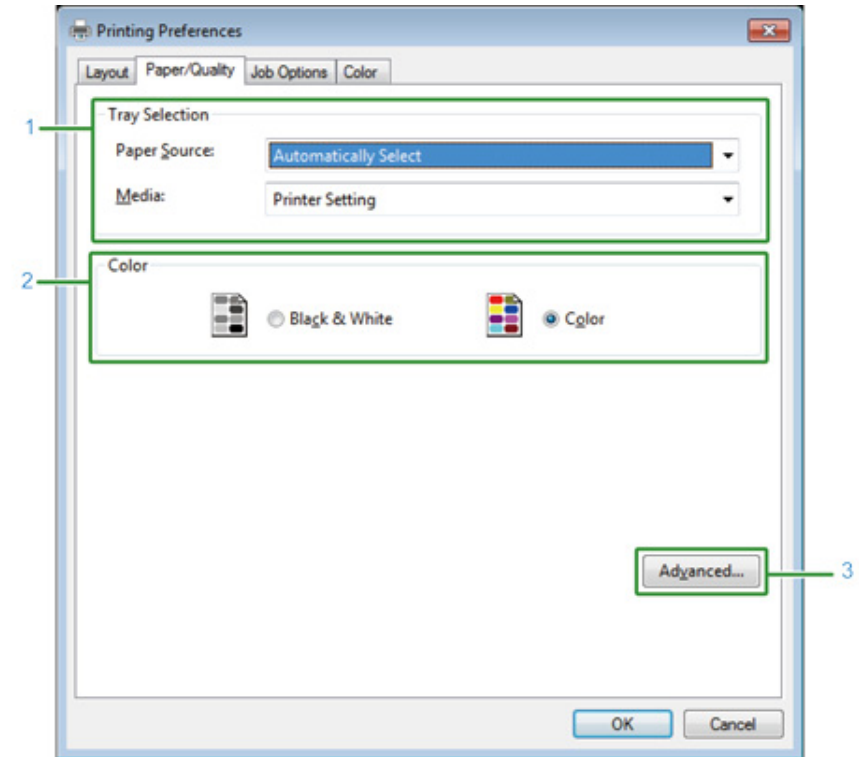 Printing Preferences
Layout Paper/Quality Job Options Color
1
Tray Selection
Paper Source: Automatically Select
Media: Printer Setting
2
Color
Black & White Color
Advanced... 3
OK Cancel